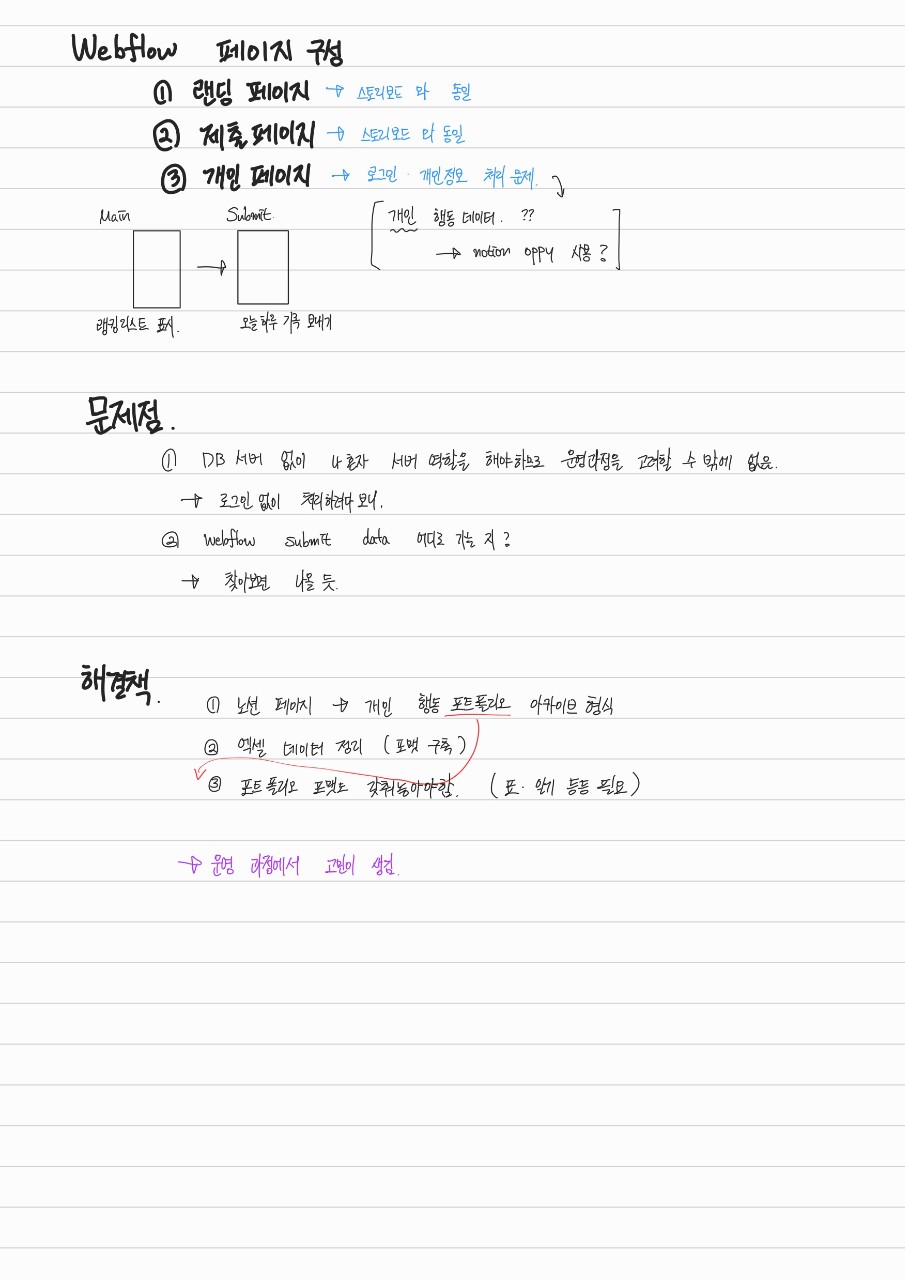 Webflow 페이지 구성
① 랜딩 페이지 → 스토리보드 와 동일
② 제출 페이지 → 스토리보드 와 동일
③ 개인 페이지 → 로그인 · 개인정보 처리 문제.
개인 행동 데이터. ??
→ notion oppy 사용?
Main → Submit.
랭킹리스트 표시.
오늘하루 기록 보내기
문제점.
① DB 서버 없이 나 혼자 서버 역할을 해야하므로 운영과정을 고려할 수 밖에 없음.
→ 로그인 없이 처리하려다 보니.
② Webflow submit data 어디로 가는 지?
→ 찾아보면 나올 듯.
해결책.
① 노션 페이지 → 개인 행동 포트폴리오 아카이브 형식
② 엑셀 데이터 정리 (포맷 구축)
③ 포트폴리오 포맷도 갖춰놓아야함. (표· 암기 등등 필요)
→ 운영 과정에서 고민이 생김.